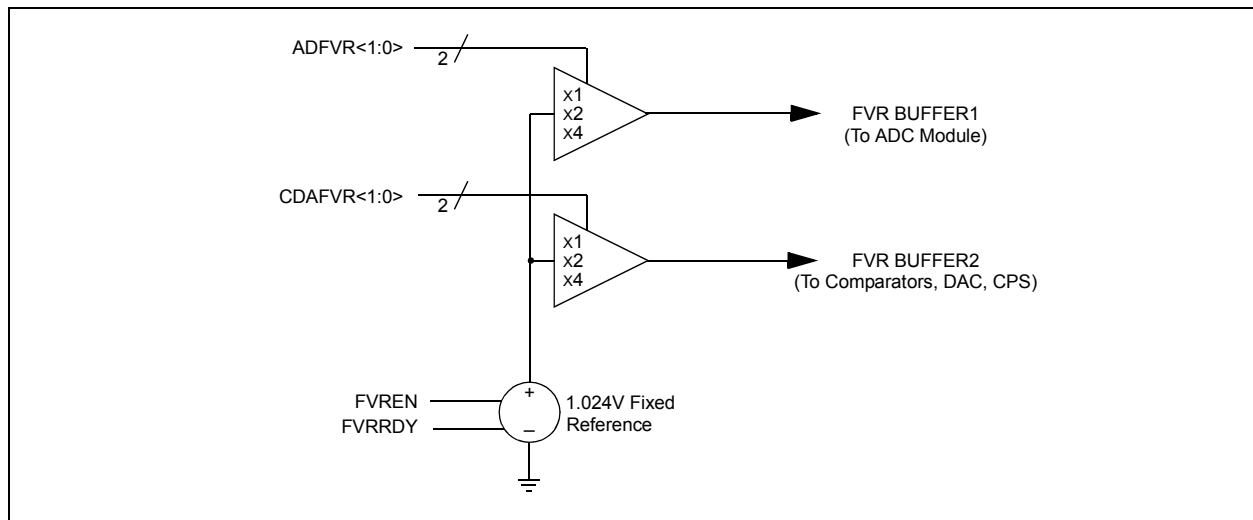 ADFVR<1:0>
2
x1
x2
x4
FVR BUFFER1
(To ADC Module)
CDAFVR<1:0>
2
x1
x2
x4
FVR BUFFER2
(To Comparators, DAC, CPS)
FVREN
FVRRDY
+
–
1.024V Fixed
Reference